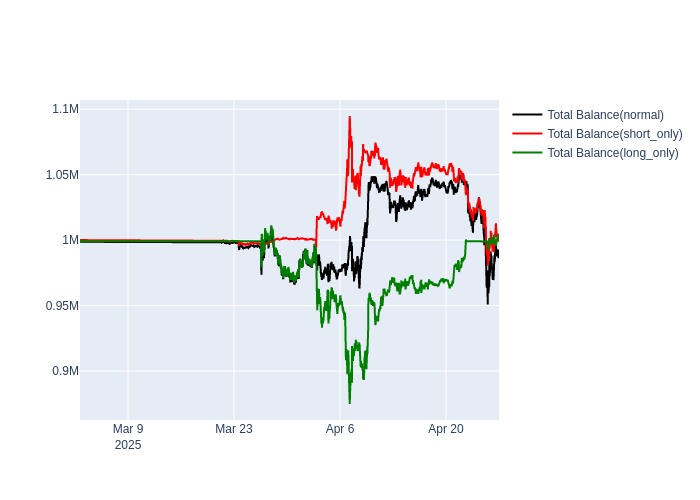 1.1M
1.05M
1M
0.95M
0.9M
Mar 9
2025
Mar 23
Apr 6
Apr 20
Total Balance(normal)
Total Balance(short_only)
Total Balance(long_only)